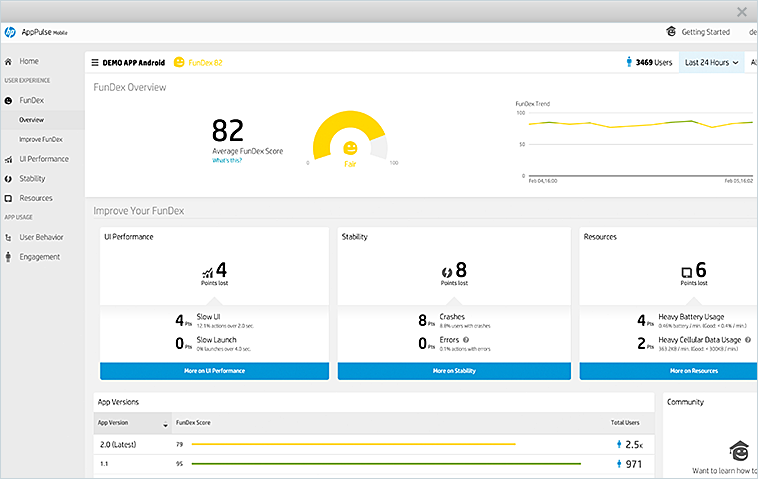 hp AppPulse Mobile
Getting Started
de
Home
USER EXPERIENCE
FunDex
Overview
Improve FunDex
UI Performance
Stability
Resources
APP USAGE
User Behavior
Engagement
DEMO APP Android FunDex 82
3469 Users
Last 24 Hours
FunDex Overview
82
Average FunDex Score
What's this?
0
100
Fair
FunDex Trend
100
50
0
Feb 04,16:00
Feb 05,16:02
Improve Your FunDex
UI Performance
4
Points lost
4 Pts Slow UI
12.1% actions over 2.0 sec.
0 Pts Slow Launch
0% launches over 4.0 sec.
More on UI Performance
Stability
8
Points lost
8 Pts Crashes
8.8% users with crashes
0 Pts Errors
0.1% actions with errors.
More on Stability
Resources
6
Points lost
4 Pts Heavy Battery Usage
0.46% battery / min. (Good: < 0.4% / min.)
2 Pts Heavy Cellular Data Usage
(Good: < 300KB / min.)
More on Resources
App Versions
App Version FunDex Score Total Users
2.0 (Latest) 79 2.5K
1.1 95 971
Community
Want to learn how to